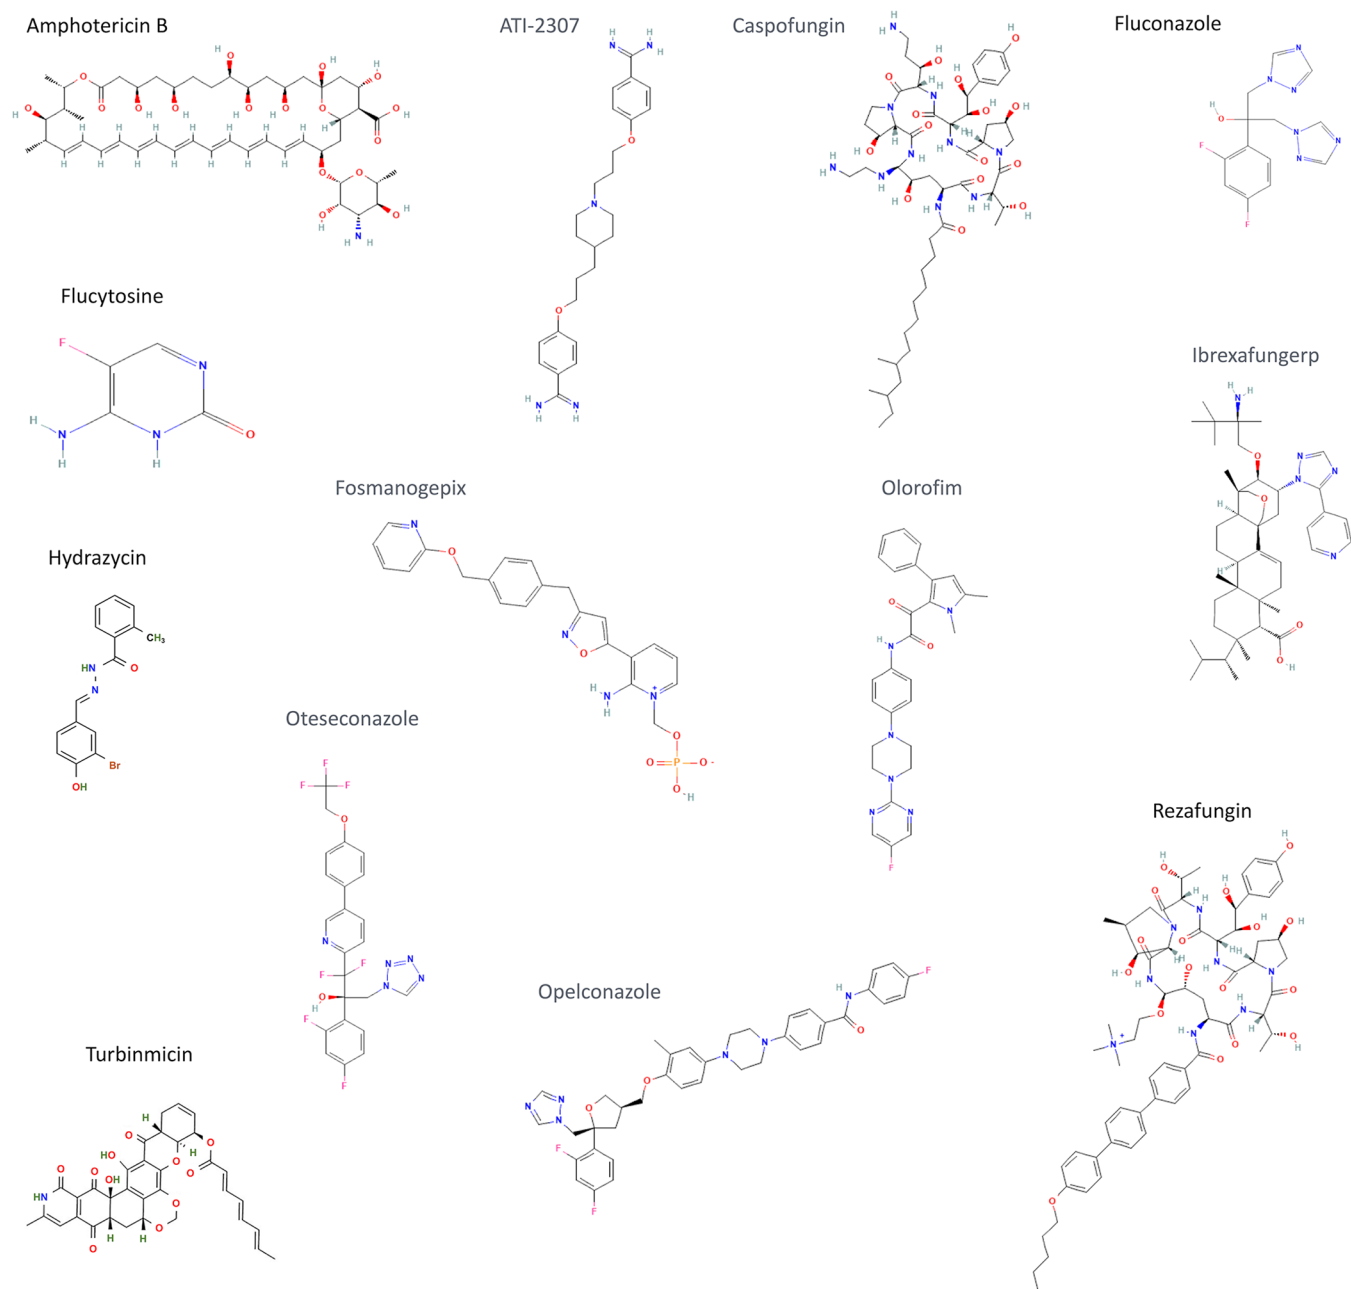 Amphotericin B
ATI-2307
Caspofungin
Fluconazole
Flucytosine
Ibrexafungerp
Fosmanogepix
Olorofim
Hydrazycin
Oteseconazole
Rezafungin
Opelconazole
Turbinmicin